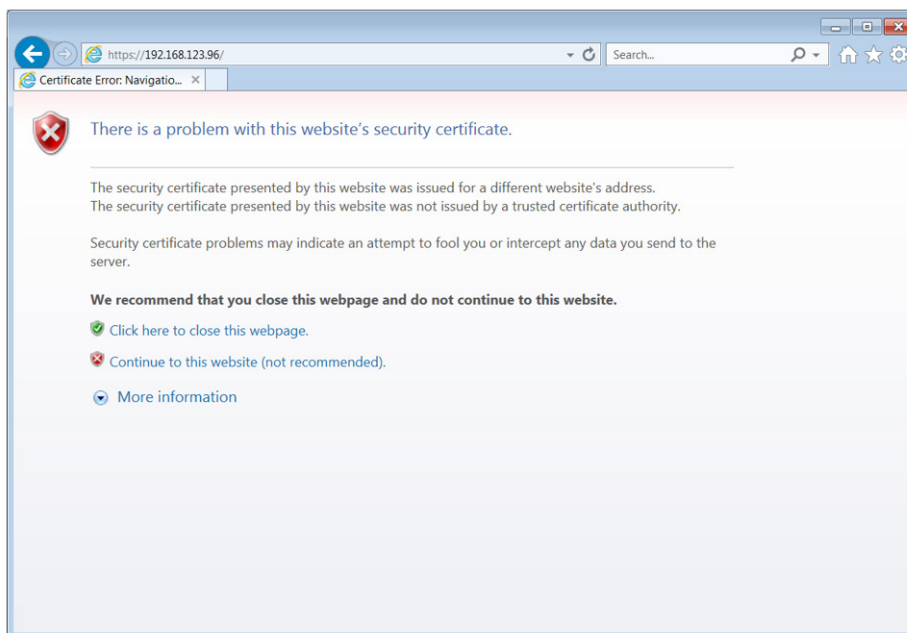 https://192.168.123.96/
Search...
Certificate Error: Navigatio...
There is a problem with this website's security certificate.
The security certificate presented by this website was issued for a different website's address.
The security certificate presented by this website was not issued by a trusted certificate authority.
Security certificate problems may indicate an attempt to fool you or intercept any data you send to the
server.
We recommend that you close this webpage and do not continue to this website.
Click here to close this webpage.
Continue to this website (not recommended).
More information